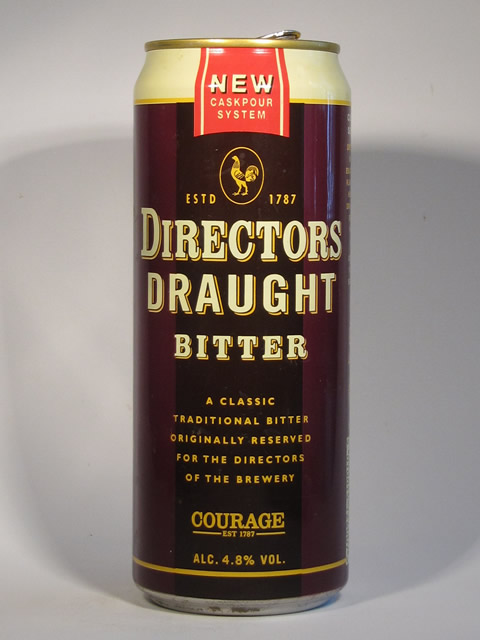 NEW
CASKPOUR
SYSTEM
ESTD 1787
DIRECTORS
DRAUGHT
BITTER
A CLASSIC
TRADITIONAL BITTER
ORIGINALLY RESERVED
FOR THE DIRECTORS
OF THE BREWERY
COURAGE
EST 1787
ALC. 4.8% VOL.